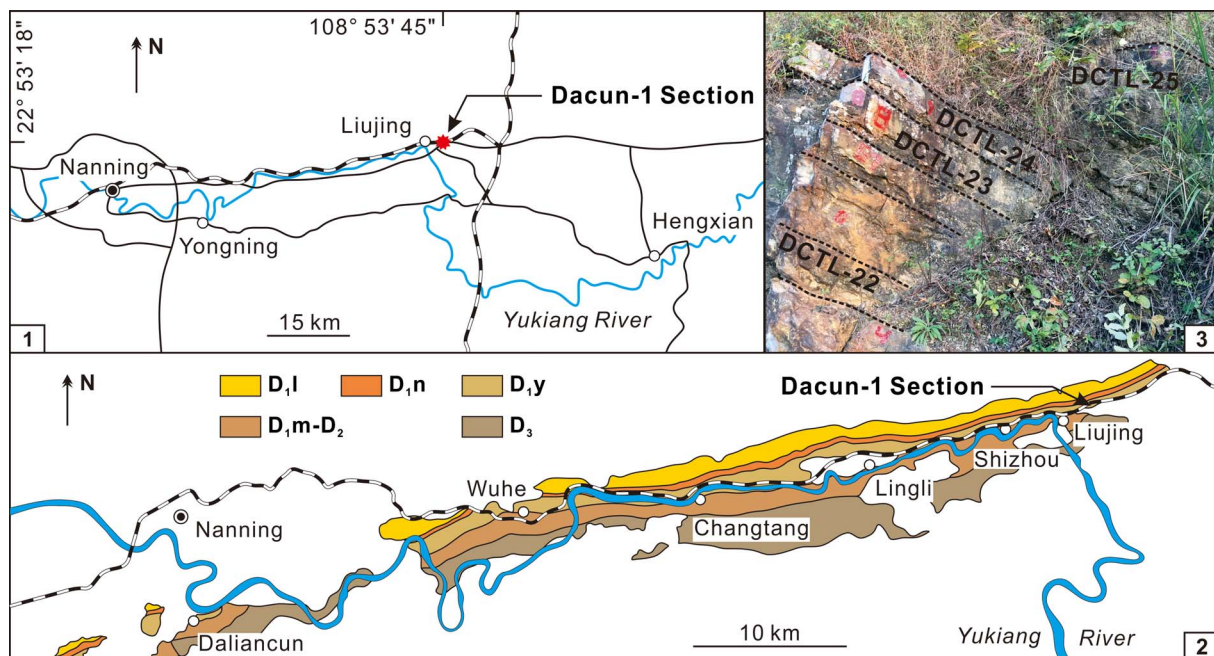 108° 53' 45"
22° 53' 18"
N
Dacun-1 Section
Liujing
Nanning
Yongning
Hengxian
15 km
Yukiang River
1
DCTL-25
DCTL-24
DCTL-23
DCTL-22
3
N
D₁l
D₁n
D₁y
D₁m-D₂
D₃
Dacun-1 Section
Liujing
Shizhou
Lingli
Wuhe
Changtang
Nanning
Daliancun
10 km
Yukiang River
2